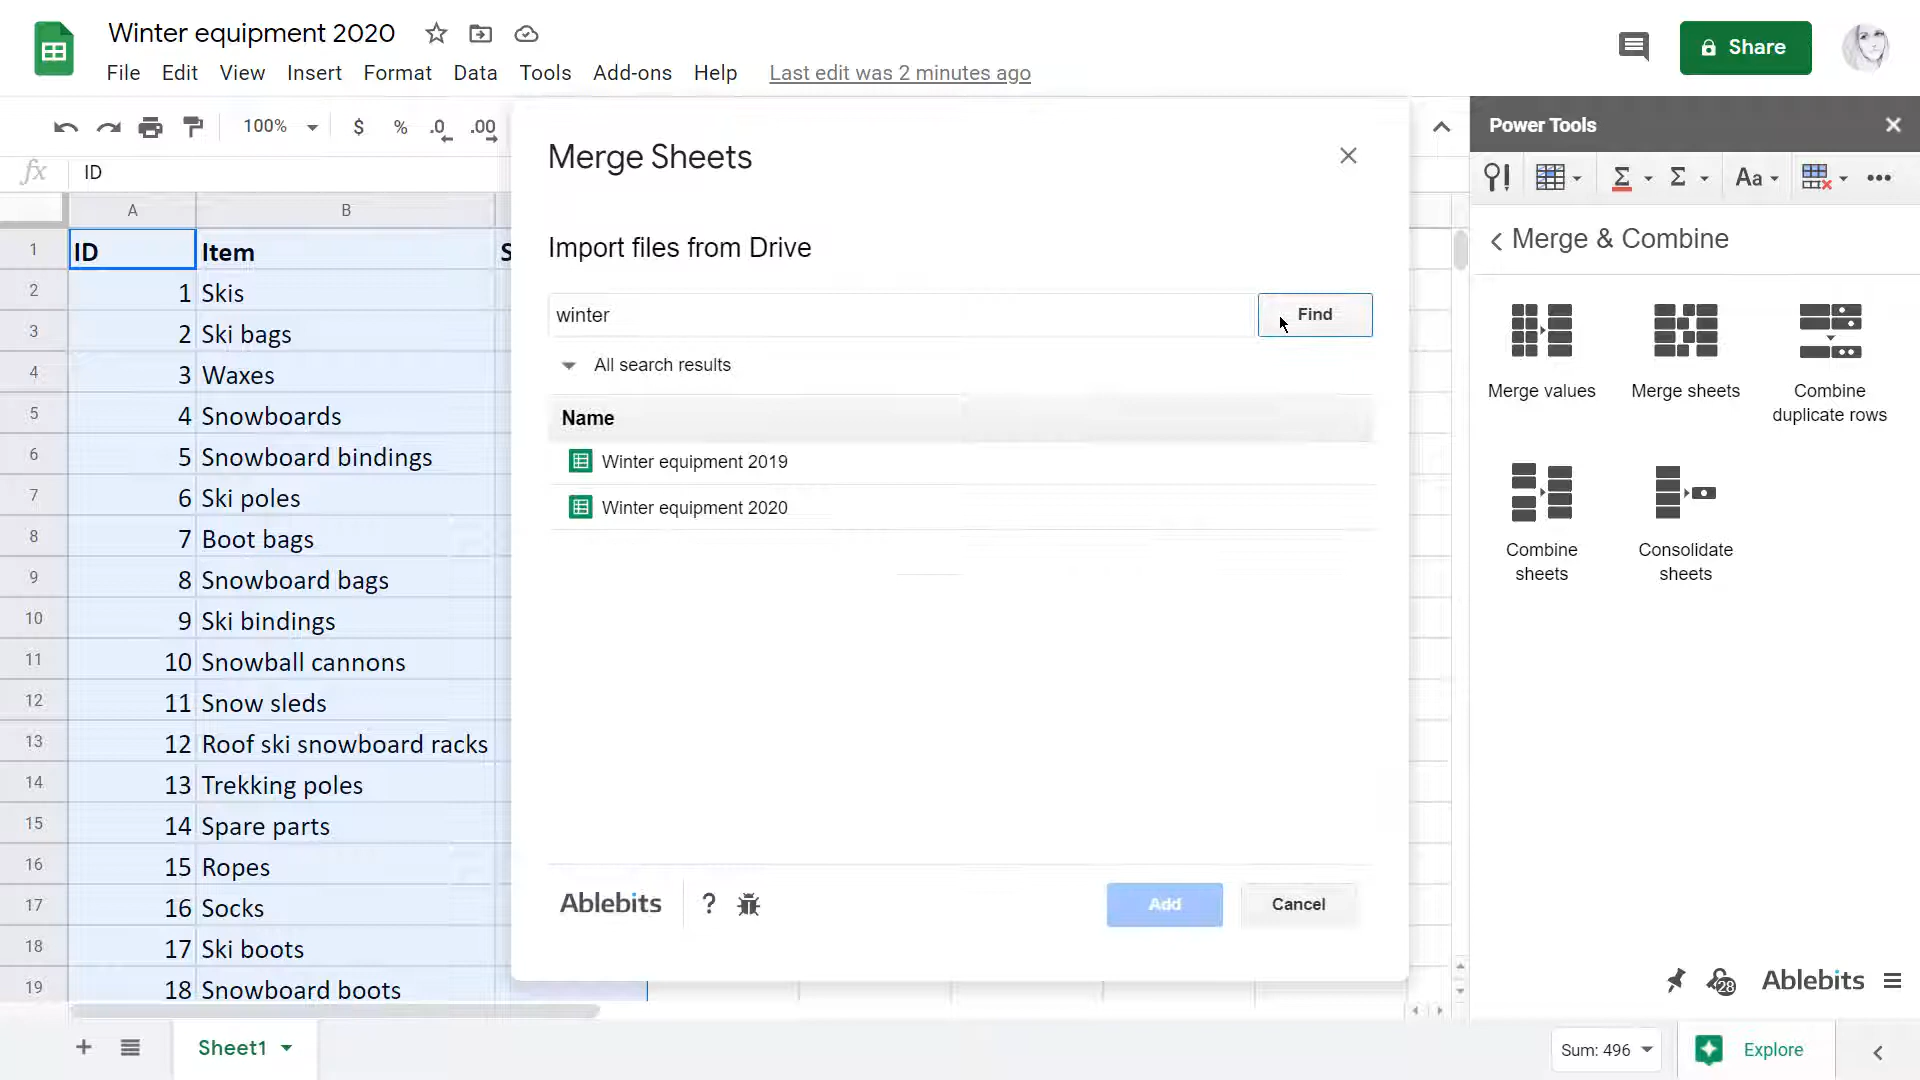 Winter equipment 2020
File Edit View Insert Format Data Tools Add-ons Help Last edit was 2 minutes ago
Share
100% $ % .0 .00
fx ID
A B
1 ID Item S
2 1 Skis
3 2 Ski bags
4 3 Waxes
5 4 Snowboards
6 5 Snowboard bindings
7 6 Ski poles
8 7 Boot bags
9 8 Snowboard bags
10 9 Ski bindings
11 10 Snowball cannons
12 11 Snow sleds
13 12 Roof ski snowboard racks
14 13 Trekking poles
15 14 Spare parts
16 15 Ropes
17 16 Socks
18 17 Ski boots
19 18 Snowboard boots
Merge Sheets
Import files from Drive
winter Find
All search results
Name
Winter equipment 2019
Winter equipment 2020
Ablebits ? Add Cancel
Power Tools
Σ Σ Aa
Merge & Combine
Merge values Merge sheets Combine
duplicate rows
Combine
sheets
Consolidate
sheets
28 Ablebits
Sheet1 Sum: 496 Explore